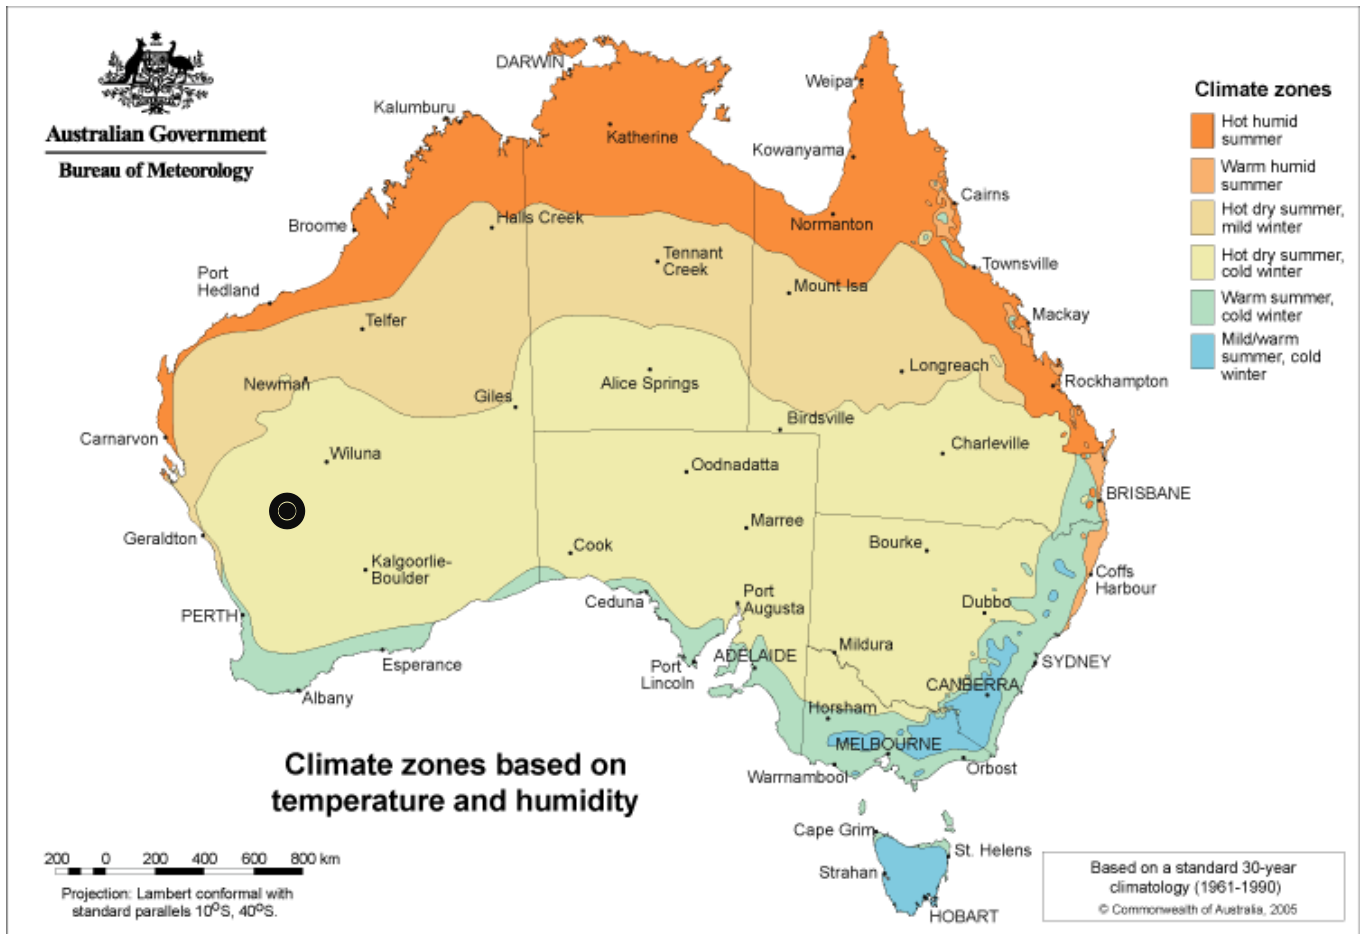 Australian Government
Bureau of Meteorology
DARWIN
Kalumburu
Katherine
Weipa
Kowanyama
Cairns
Broome
Halls Creek
Normanton
Tennant
Creek
Townsville
Port
Hedland
Mount Isa
Telfer
Mackay
Newman
Alice Springs
Longreach
Rockhampton
Giles
Birdsville
Carnarvon
Wiluna
Oodnadatta
Charleville
BRISBANE
Geraldton
Marree
Cook
Bourke
Kalgoorlie-
Boulder
Coffs
Harbour
PERTH
Ceduna
Port
Augusta
Dubbo
Esperance
Port
Lincoln
ADELAIDE
Mildura
SYDNEY
Albany
CANBERRA
Horsham
MELBOURNE
Warrnambool
Orbost
Cape Grim
St. Helens
Strahan
HOBART
Climate zones
Hot humid
summer
Warm humid
summer
Hot dry summer,
mild winter
Hot dry summer,
cold winter
Warm summer,
cold winter
Mild/warm
summer, cold
winter
Climate zones based on
temperature and humidity
200 0 200 400 600 800 km
Projection: Lambert conformal with
standard parallels 10°S, 40°S.
Based on a standard 30-year
climatology (1961-1990)
© Commonwealth of Australia, 2005